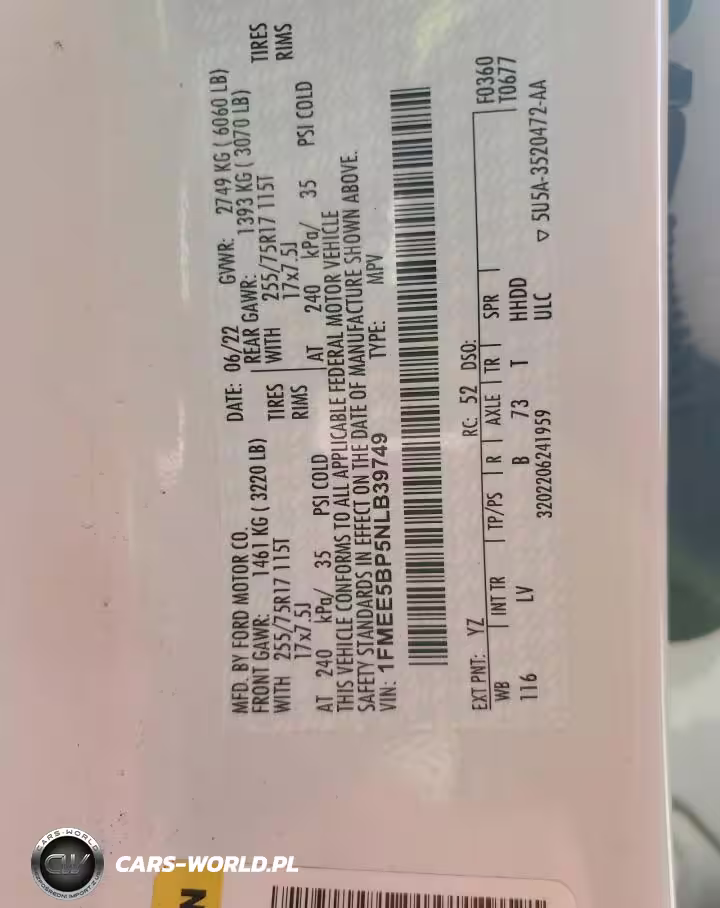 MFD. BY FORD MOTOR CO.
DATE: 06/22 GVWR: 2749 KG ( 6060 LB)
FRONT GAWR: 1461 KG ( 3220 LB)
REAR GAWR: 1393 KG ( 3070 LB)
WITH 255/75R17 115T TIRES
17x7.5J RIMS
AT 240 kPa/ 35 PSI COLD
WITH 255/75R17 115T TIRES
17x7.5J RIMS
AT 240 kPa/ 35 PSI COLD
THIS VEHICLE CONFORMS TO ALL APPLICABLE FEDERAL MOTOR VEHICLE
SAFETY STANDARDS IN EFFECT ON THE DATE OF MANUFACTURE SHOWN ABOVE.
VIN: 1FMEE5BP5NLB39749 TYPE: MPV
EXT PNT: YZ RC: 52 DSO: F0360
T0677
WB | INT TR | TP/PS | R | AXLE | TR | SPR
116 LV B 73 T HHDD
3202206241959 ULC ▽ 5U5A-3520472-AA
N
CARS-WORLD
CW
CARS-WORLD.PL